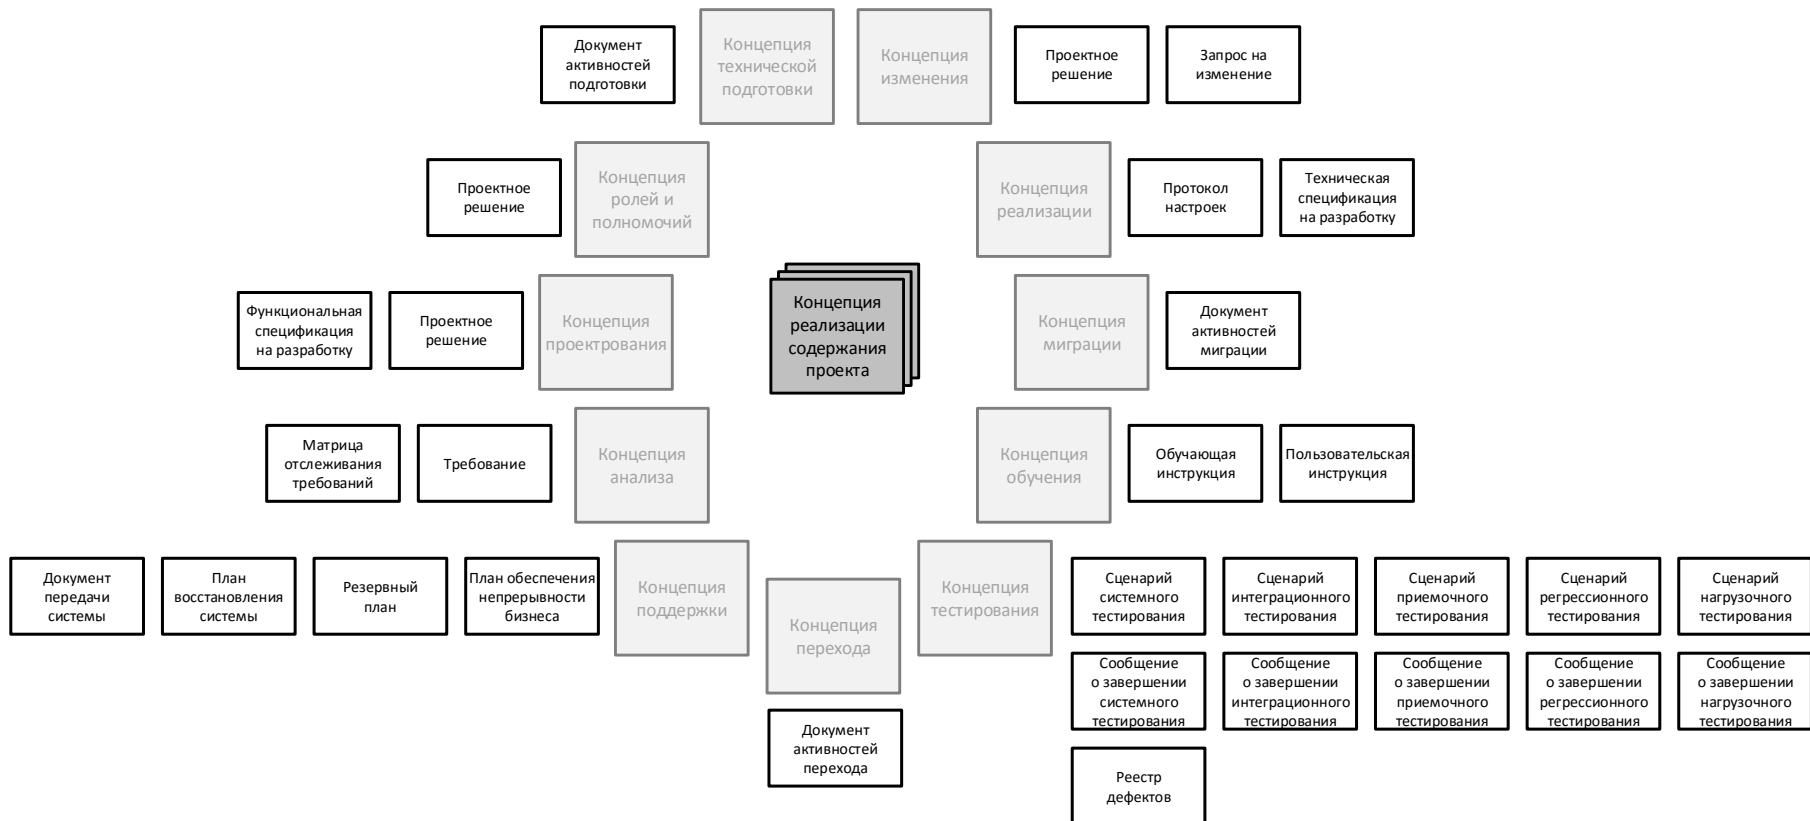 Документ
активностей
подготовки
Концепция
технической
подготовки
Концепция
изменения
Проектное
решение
Запрос на
изменение
Проектное
решение
Концепция
ролей и
полномочий
Концепция
реализации
Протокол
настроек
Техническая
спецификация
на разработку
Функциональная
спецификация
на разработку
Проектное
решение
Концепция
проектрования
Концепция
реализации
содержания
проекта
Концепция
миграции
Документ
активностей
миграции
Матрица
отслеживания
требований
Требование
Концепция
анализа
Концепция
обучения
Обучающая
инструкция
Пользовательская
инструкция
Документ
передачи
системы
План
восстановления
системы
Резервный
план
План обеспечения
непрерывности
бизнеса
Концепция
поддержки
Концепция
перехода
Концепция
тестирования
Сценарий
системного
тестирования
Сценарий
интеграционного
тестирования
Сценарий
приемочного
тестирования
Сценарий
регрессионного
тестирования
Сценарий
нагрузочного
тестирования
Сообщение
о завершении
системного
тестирования
Сообщение
о завершении
интеграционного
тестирования
Сообщение
о завершении
приемочного
тестирования
Сообщение
о завершении
регрессионного
тестирования
Сообщение
о завершении
нагрузочного
тестирования
Документ
активностей
перехода
Реестр
дефектов